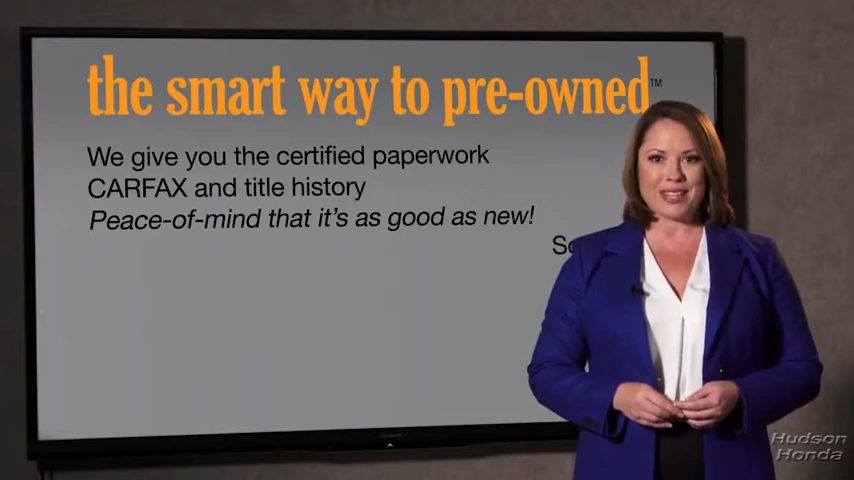 the smart way to pre-owned™
We give you the certified paperwork
CARFAX and title history
Peace-of-mind that it's as good as new!
Hudson
Honda